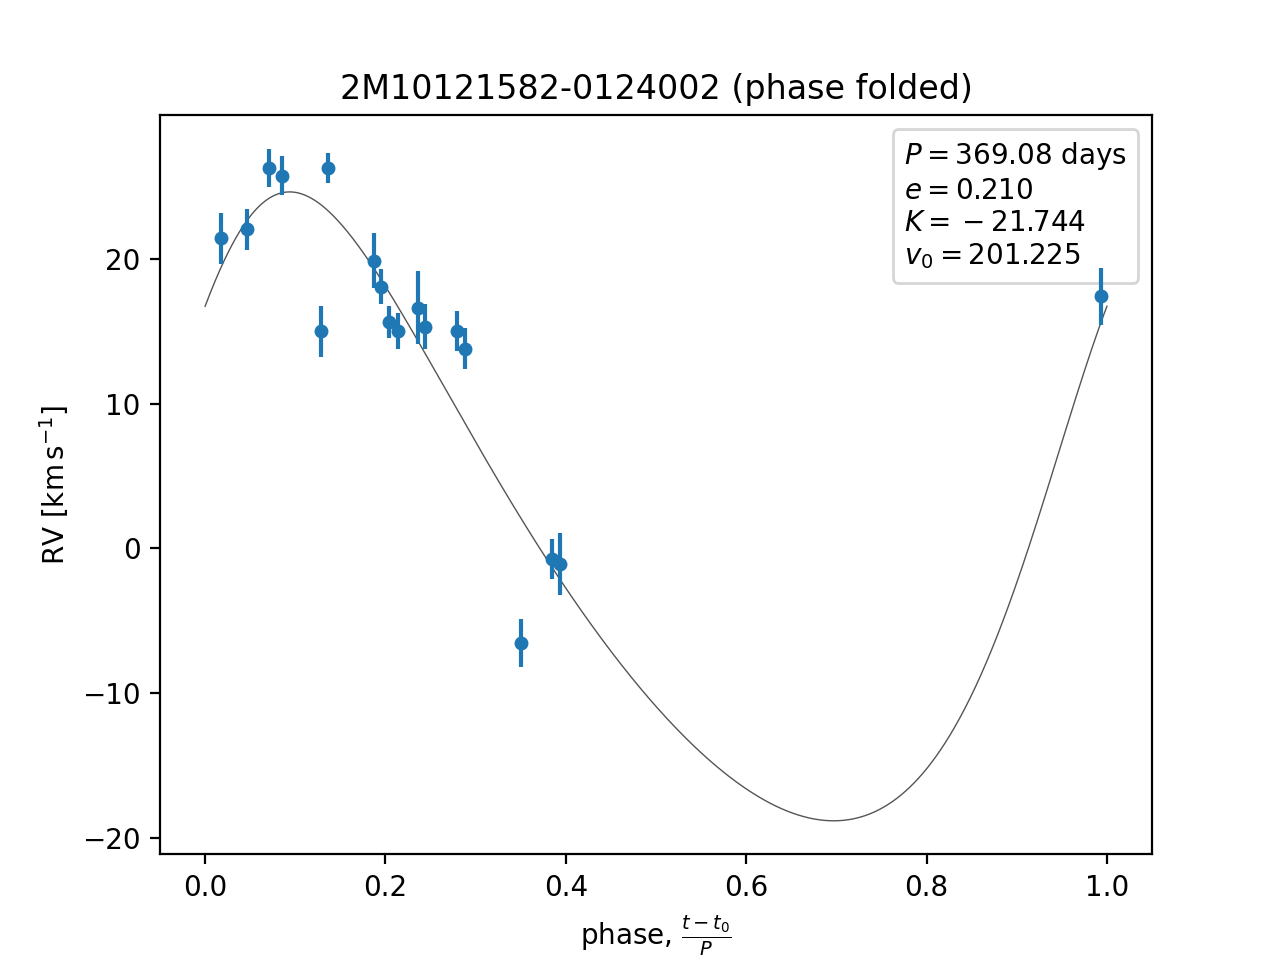 2M10121582-0124002 (phase folded)
P = 369.08 days
e = 0.210
K = −21.744
v₀ = 201.225
RV [km s⁻¹]
20
10
0
−10
−20
0.0 0.2 0.4 0.6 0.8 1.0
phase, (t − t₀)/P